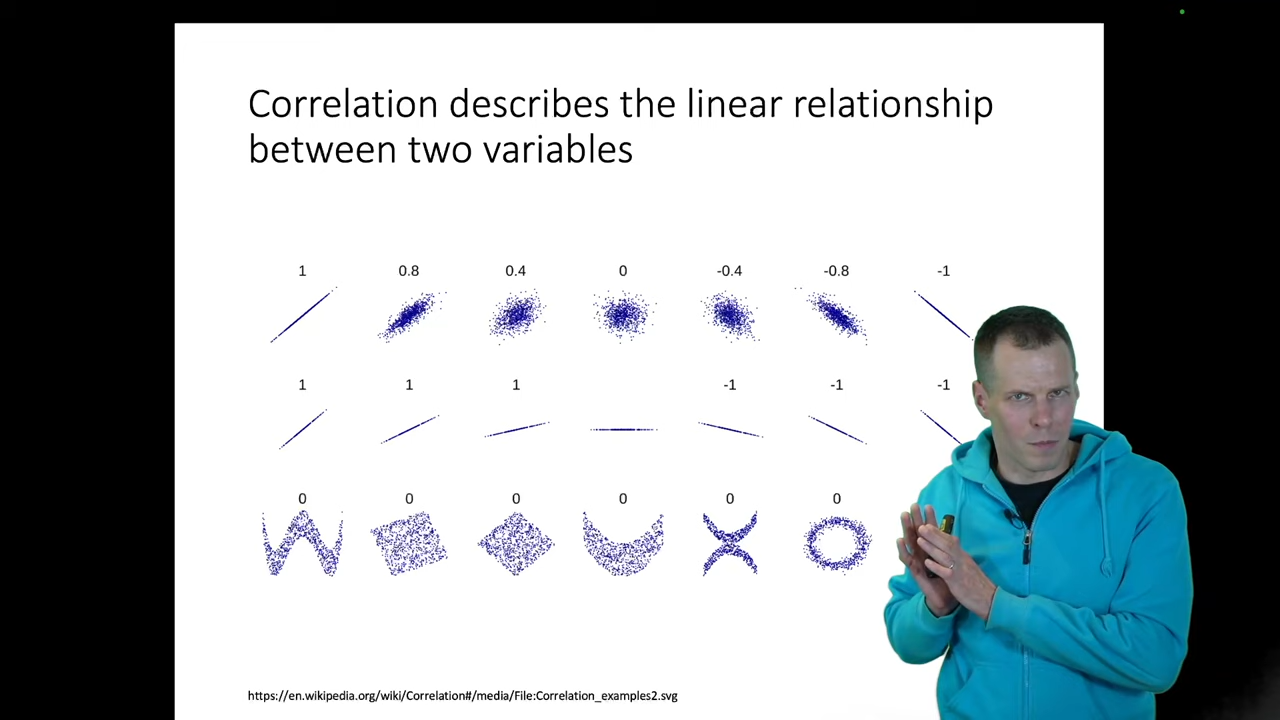 Correlation describes the linear relationship
between two variables
1 0.8 0.4 0 -0.4 -0.8 -1
1 1 1 -1 -1 -1
0 0 0 0 0 0
https://en.wikipedia.org/wiki/Correlation#/media/File:Correlation_examples2.svg